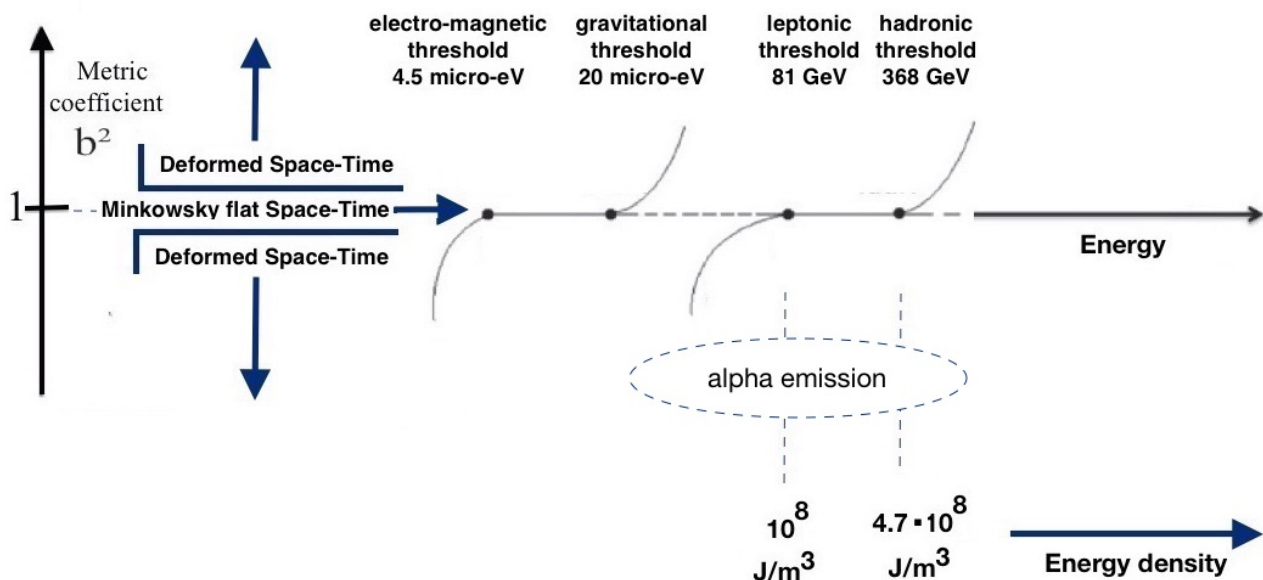 electro-magnetic
threshold
4.5 micro-eV
gravitational
threshold
20 micro-eV
leptonic
threshold
81 GeV
hadronic
threshold
368 GeV
Metric
coefficient
b²
Deformed Space-Time
1
Minkowsky flat Space-Time
Deformed Space-Time
Energy
alpha emission
10⁸
J/m³
4.7▪10⁸
J/m³
Energy density